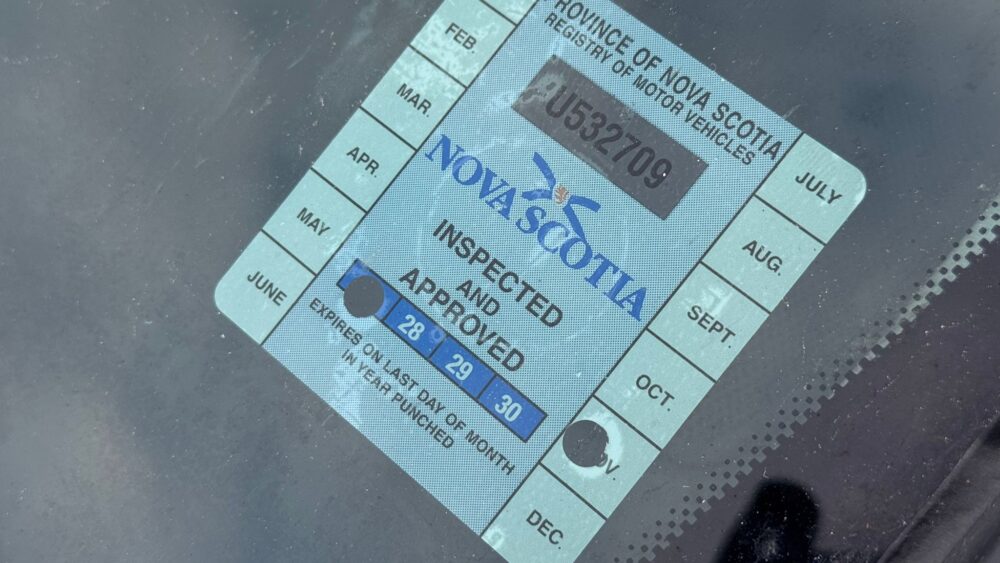 PROVINCE OF NOVA SCOTIA
REGISTRY OF MOTOR VEHICLES
U532709
NOVA SCOTIA
INSPECTED
AND
APPROVED
28 29 30
EXPIRES ON LAST DAY OF MONTH
IN YEAR PUNCHED
FEB.
MAR.
APR.
MAY
JUNE
JULY
AUG.
SEPT.
OCT.
DEC.